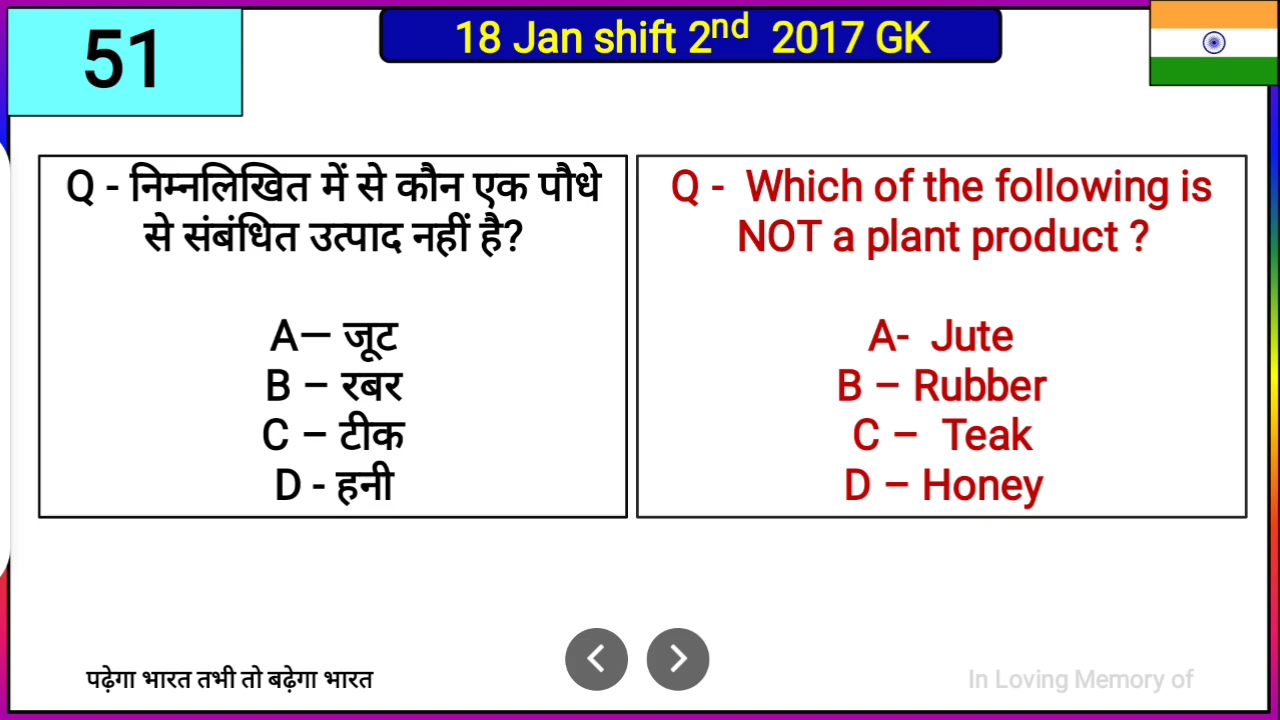 51
18 Jan shift 2nd 2017 GK
Q - निम्नलिखित में से कौन एक पौधे
से संबंधित उत्पाद नहीं है?
A— जूट
B – रबर
C – टीक
D - हनी
Q - Which of the following is
NOT a plant product ?
A- Jute
B – Rubber
C – Teak
D – Honey
पढ़ेगा भारत तभी तो बढ़ेगा भारत
In Loving Memory of